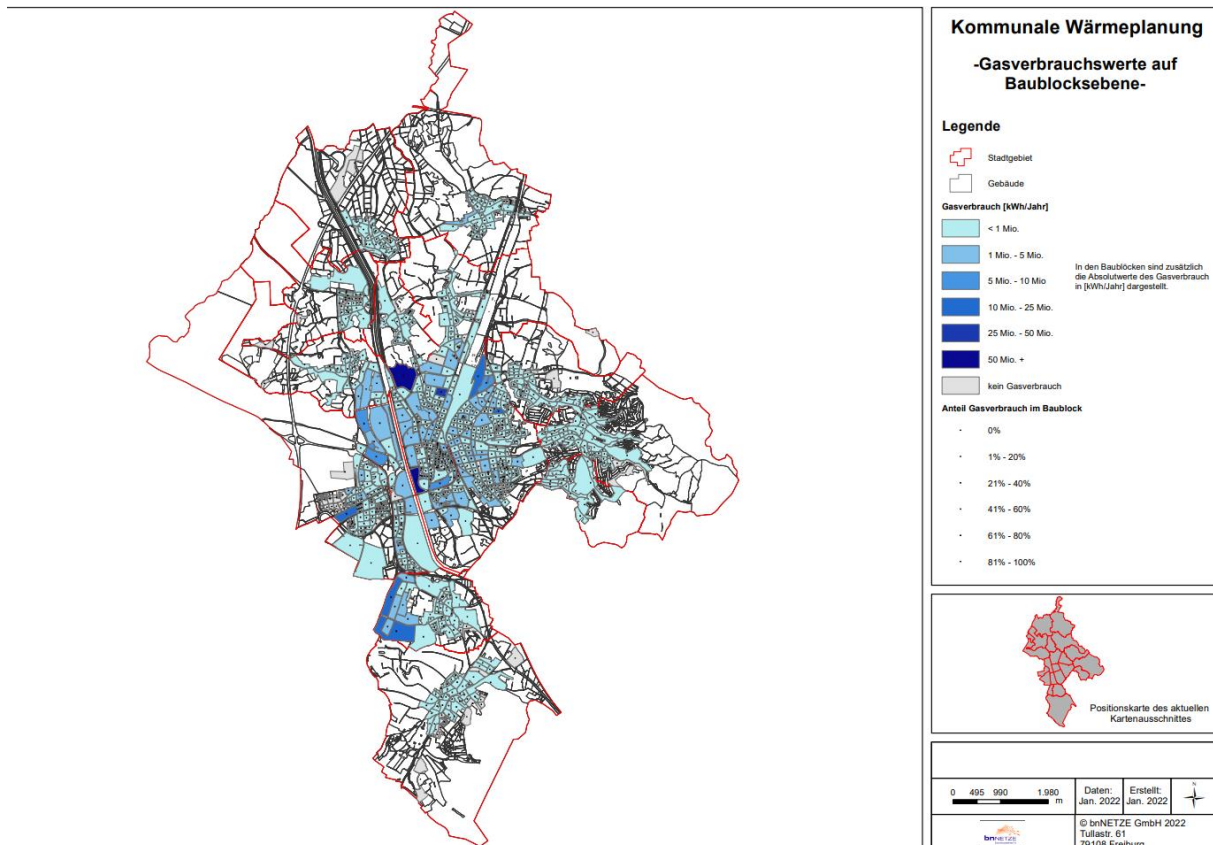 Kommunale Wärmeplanung
-Gasverbrauchswerte auf
Baublocksebene-
Legende
Stadtgebiet
Gebäude
Gasverbrauch [kWh/Jahr]
< 1 Mio.
1 Mio. - 5 Mio.
5 Mio. - 10 Mio
10 Mio. - 25 Mio.
25 Mio. - 50 Mio.
50 Mio. +
kein Gasverbrauch
In den Baublöcken sind zusätzlich
die Absolutwerte des Gasverbrauch
in [kWh/Jahr] dargestellt.
Anteil Gasverbrauch im Baublock
0%
1% - 20%
21% - 40%
41% - 60%
61% - 80%
81% - 100%
Positionskarte des aktuellen
Kartenausschnittes
0 495 990 1.980
m
Daten:
Jan. 2022
Erstellt:
Jan. 2022
N
bnNETZE
© bnNETZE GmbH 2022
Tullastr. 61
79108 Freiburg